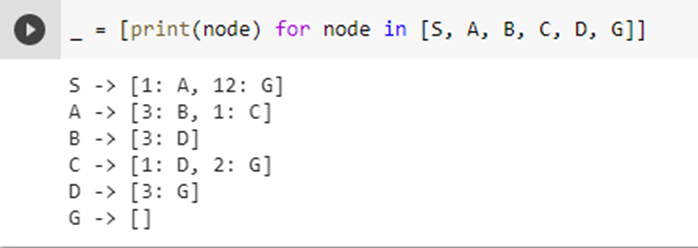 _ = [print(node) for node in [S, A, B, C, D, G]]
S -> [1: A, 12: G]
A -> [3: B, 1: C]
B -> [3: D]
C -> [1: D, 2: G]
D -> [3: G]
G -> []